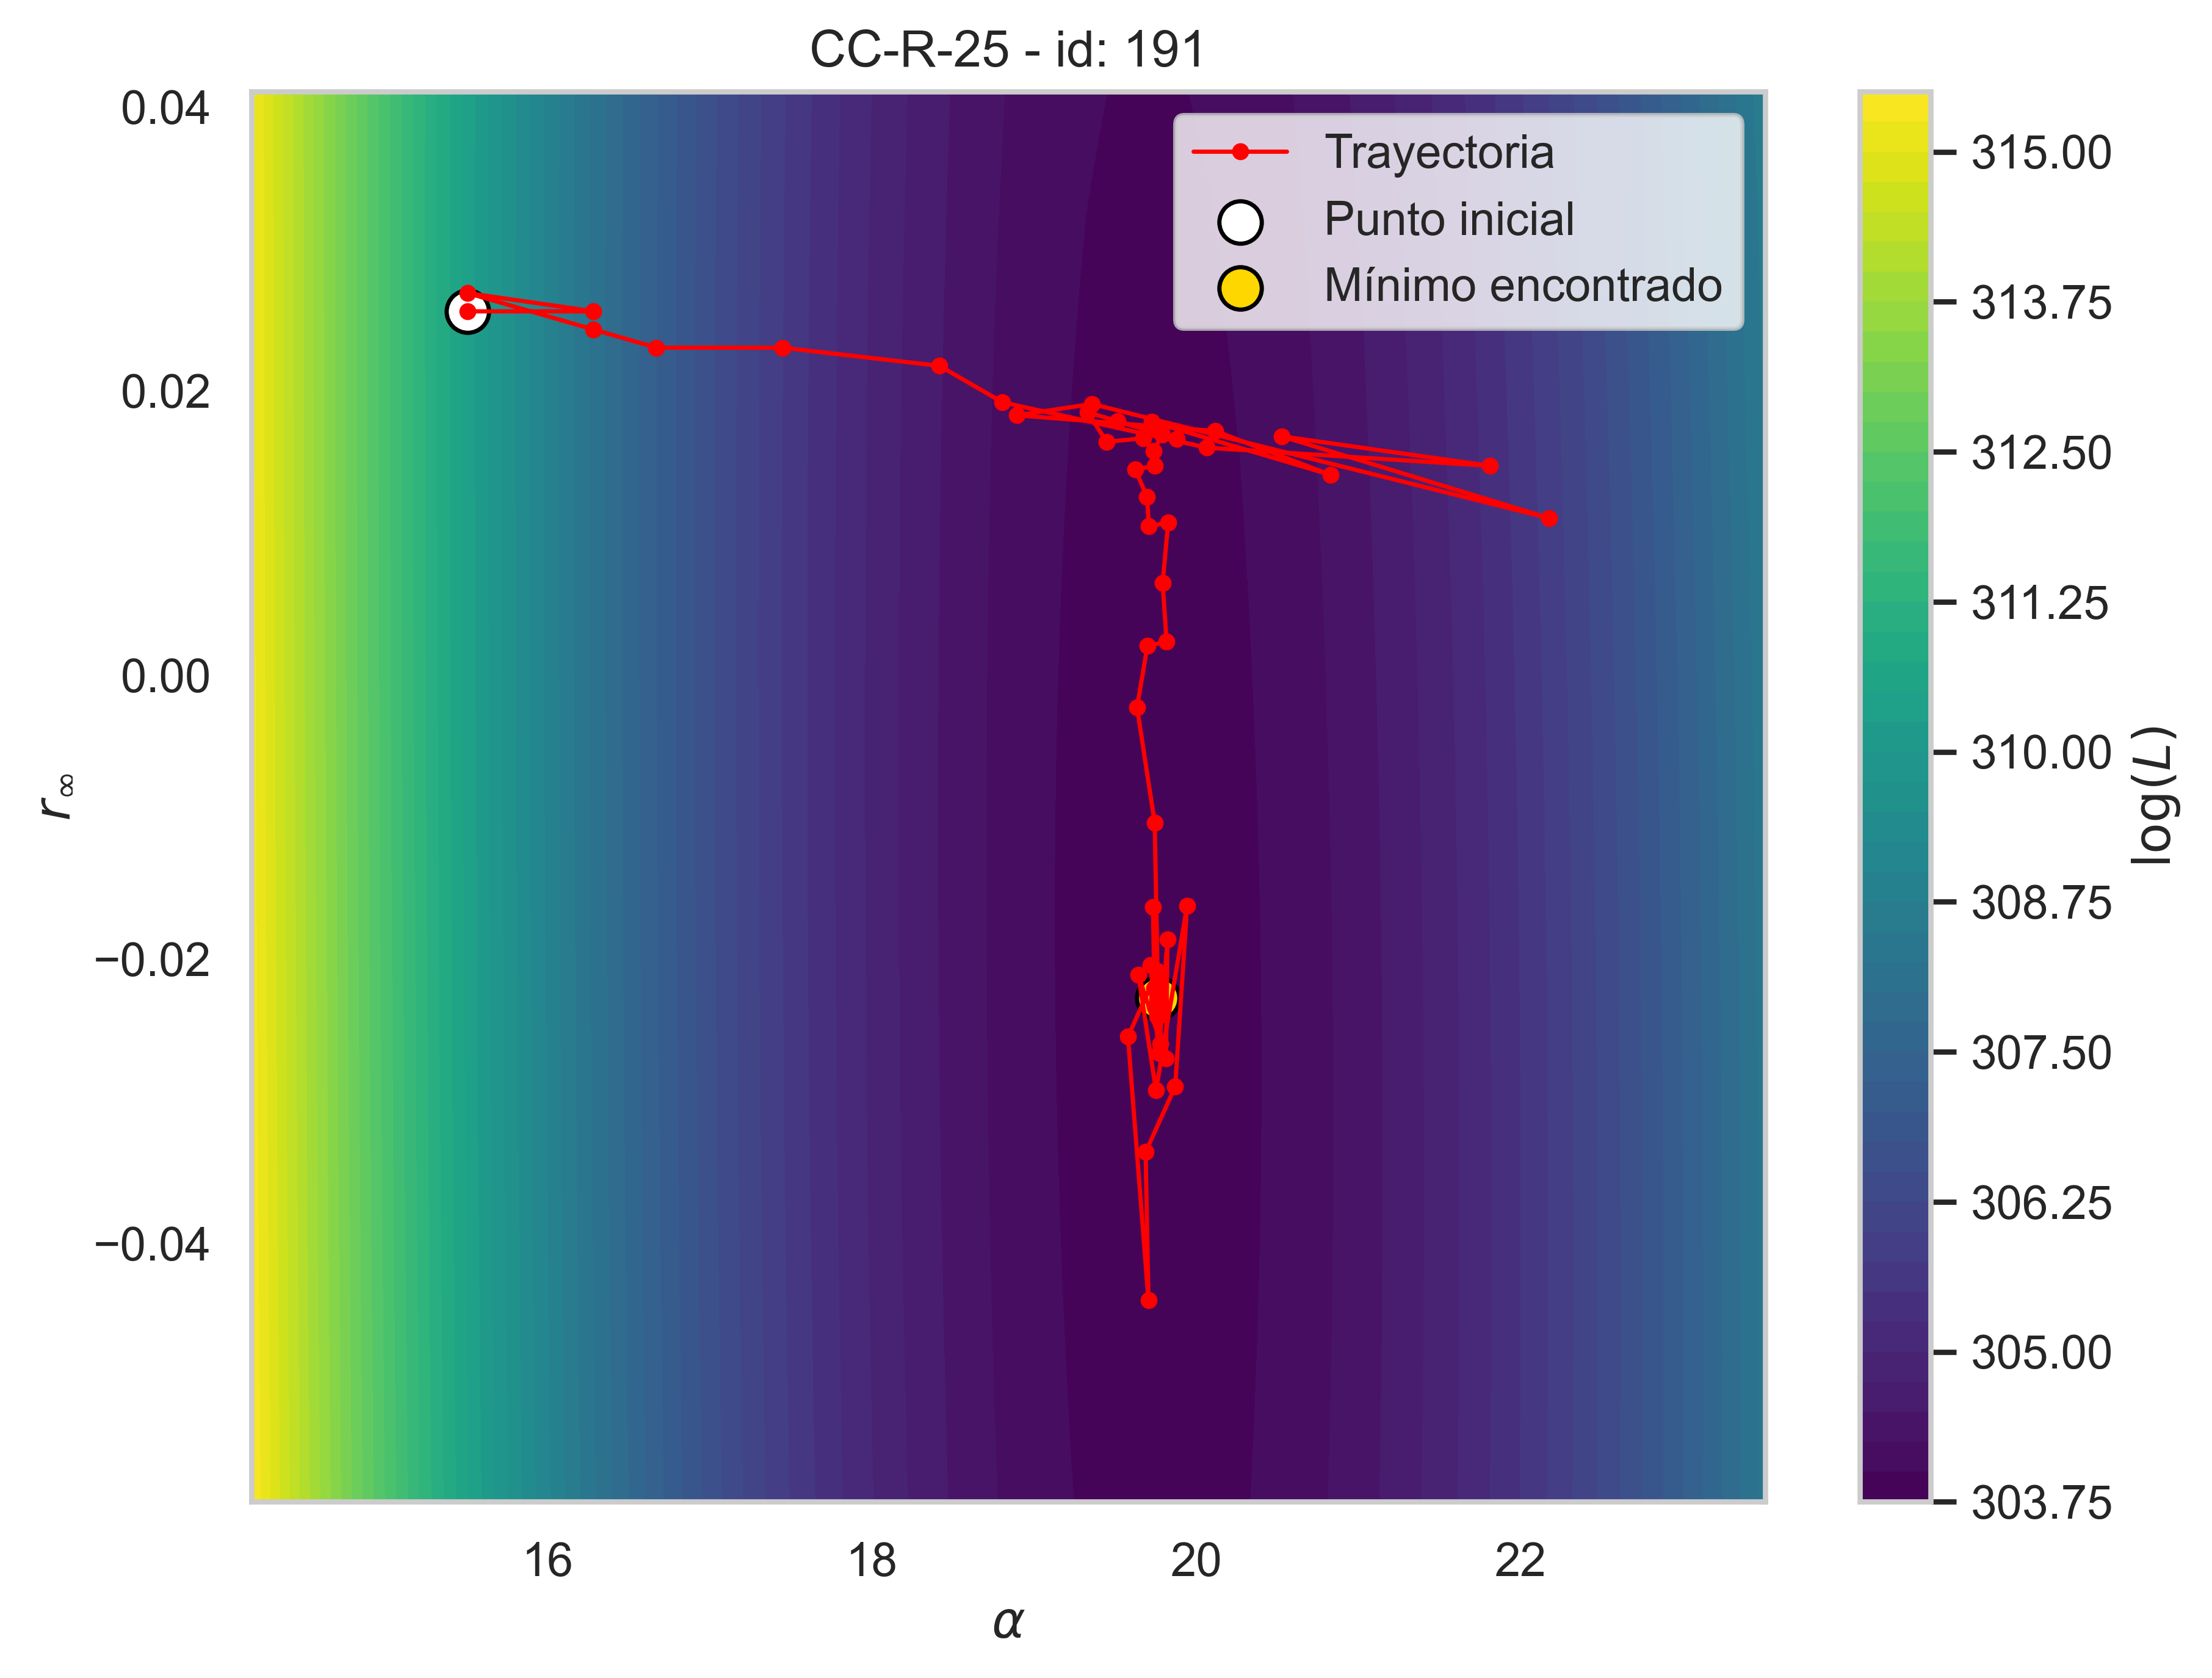 CC-R-25 - id: 191
Trayectoria
Punto inicial
Mínimo encontrado
0.04
0.02
0.00
−0.02
−0.04
r∞
16
18
20
22
α
315.00
313.75
312.50
311.25
310.00
308.75
307.50
306.25
305.00
303.75
log(L)